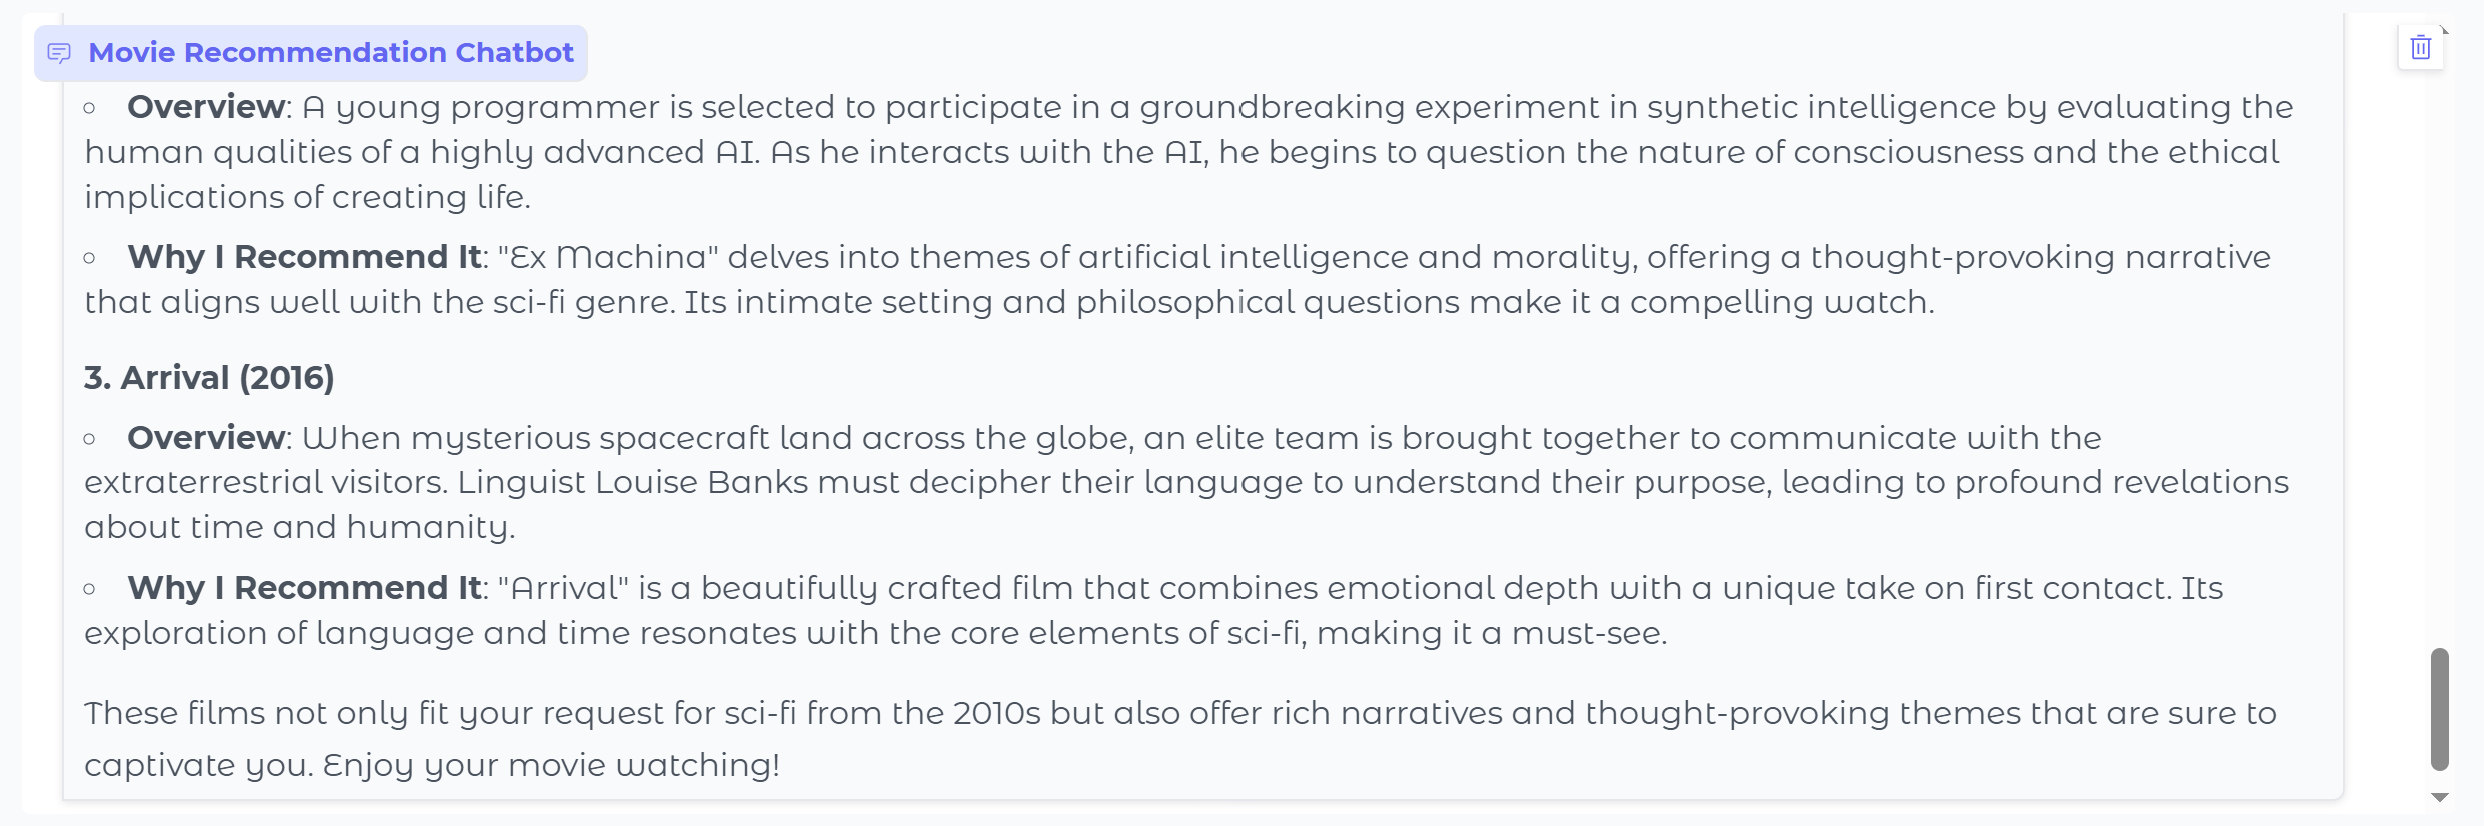 Movie Recommendation Chatbot
◦ Overview: A young programmer is selected to participate in a groundbreaking experiment in synthetic intelligence by evaluating the
human qualities of a highly advanced AI. As he interacts with the AI, he begins to question the nature of consciousness and the ethical
implications of creating life.
◦ Why I Recommend It: "Ex Machina" delves into themes of artificial intelligence and morality, offering a thought-provoking narrative
that aligns well with the sci-fi genre. Its intimate setting and philosophical questions make it a compelling watch.
3. Arrival (2016)
◦ Overview: When mysterious spacecraft land across the globe, an elite team is brought together to communicate with the
extraterrestrial visitors. Linguist Louise Banks must decipher their language to understand their purpose, leading to profound revelations
about time and humanity.
◦ Why I Recommend It: "Arrival" is a beautifully crafted film that combines emotional depth with a unique take on first contact. Its
exploration of language and time resonates with the core elements of sci-fi, making it a must-see.
These films not only fit your request for sci-fi from the 2010s but also offer rich narratives and thought-provoking themes that are sure to
captivate you. Enjoy your movie watching!